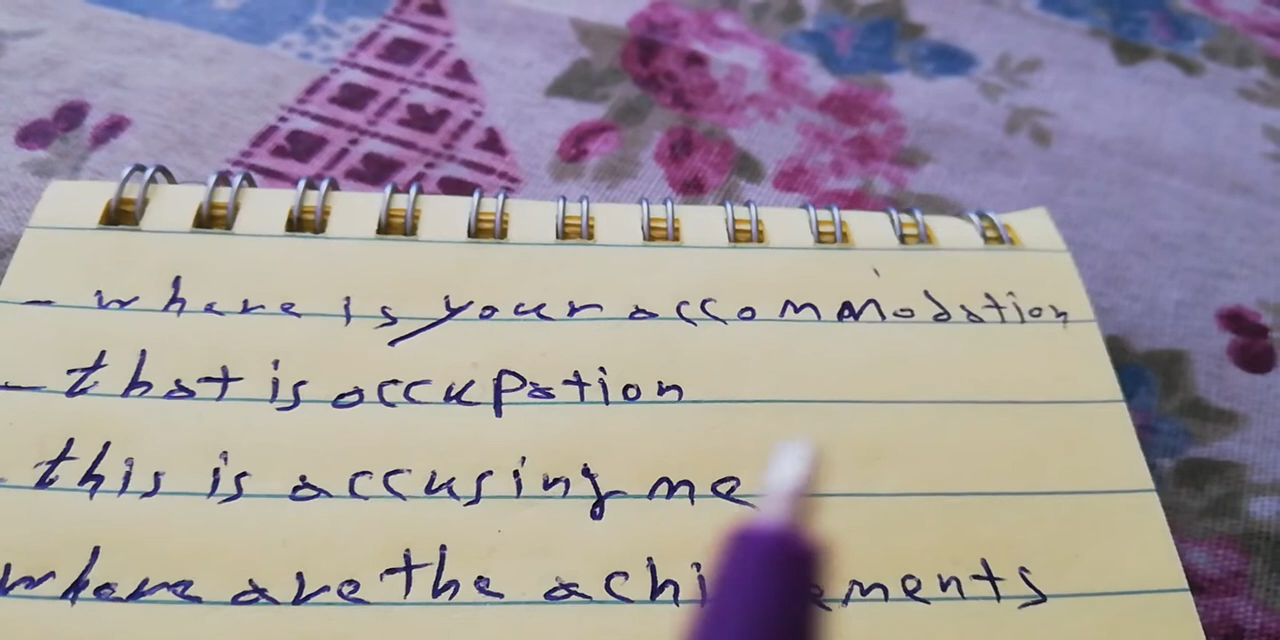 - where is your accommodation
- that is occupation
this is accusing me
where are the